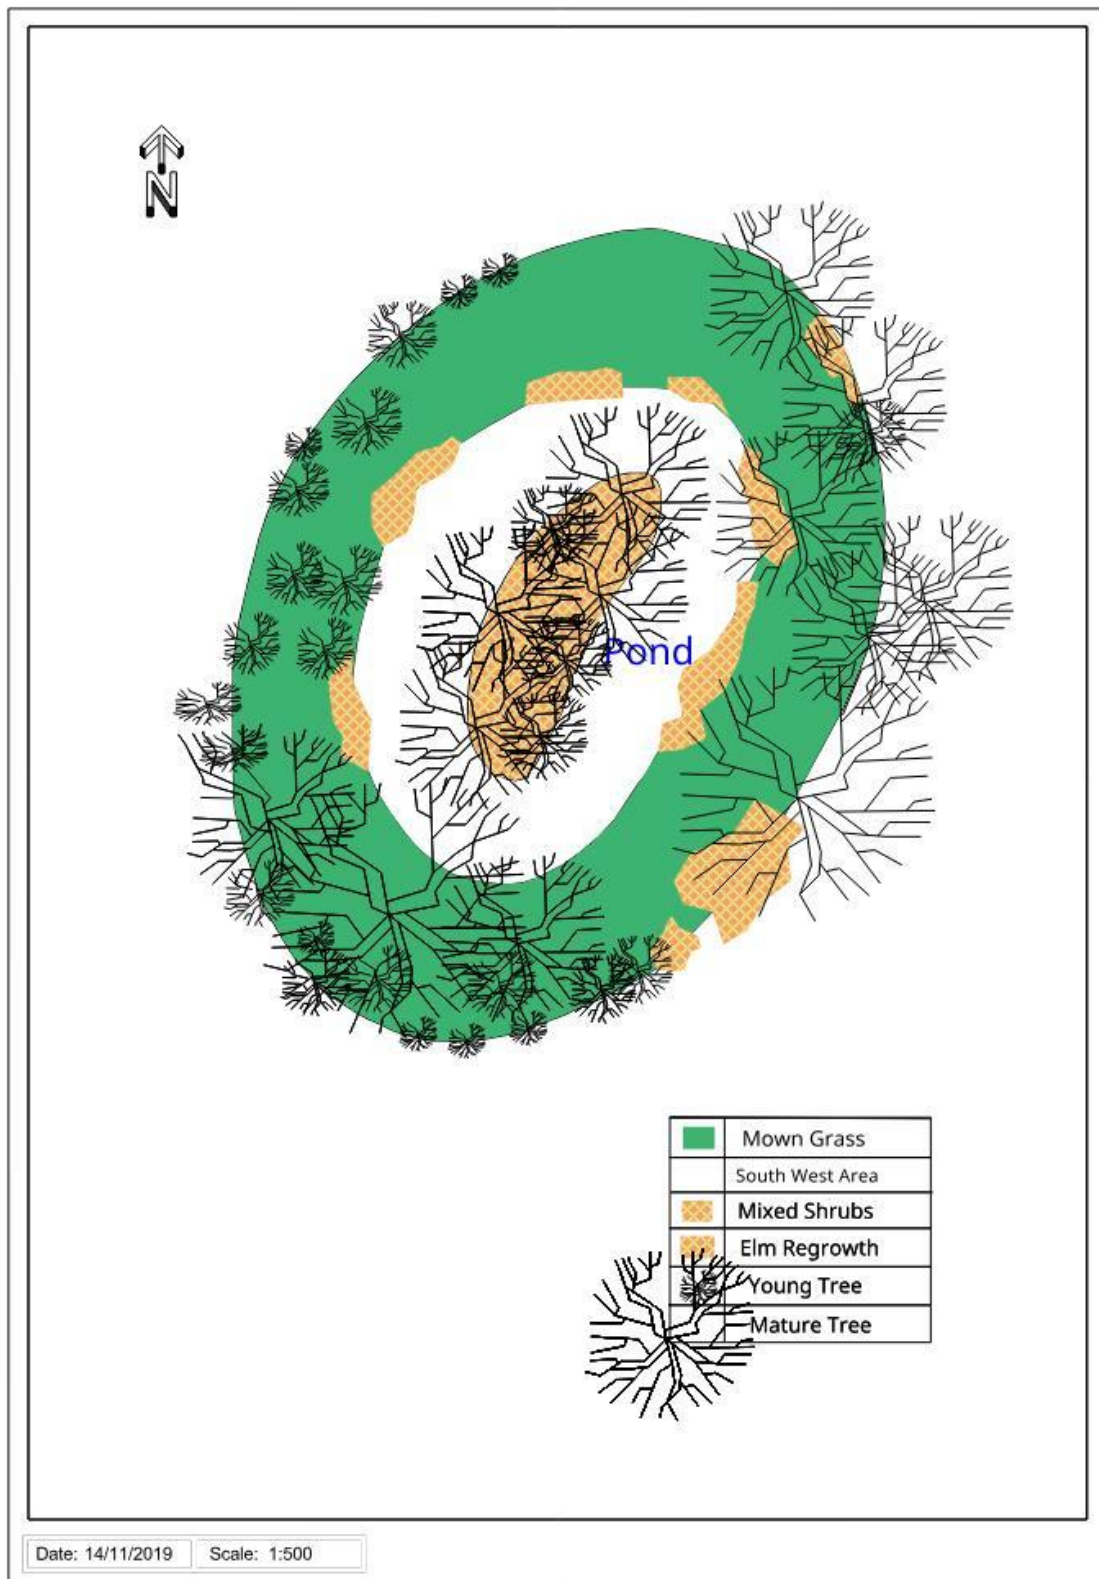 N
Pond
Mown Grass
South West Area
Mixed Shrubs
Elm Regrowth
Young Tree
Mature Tree
Date: 14/11/2019 Scale: 1:500